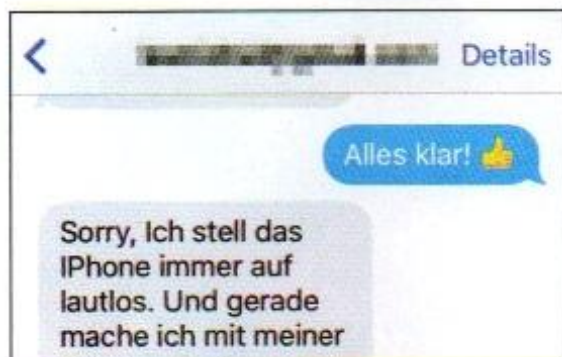 Details
Alles klar! 👍
Sorry, Ich stell das
IPhone immer auf
lautlos. Und gerade
mache ich mit meiner